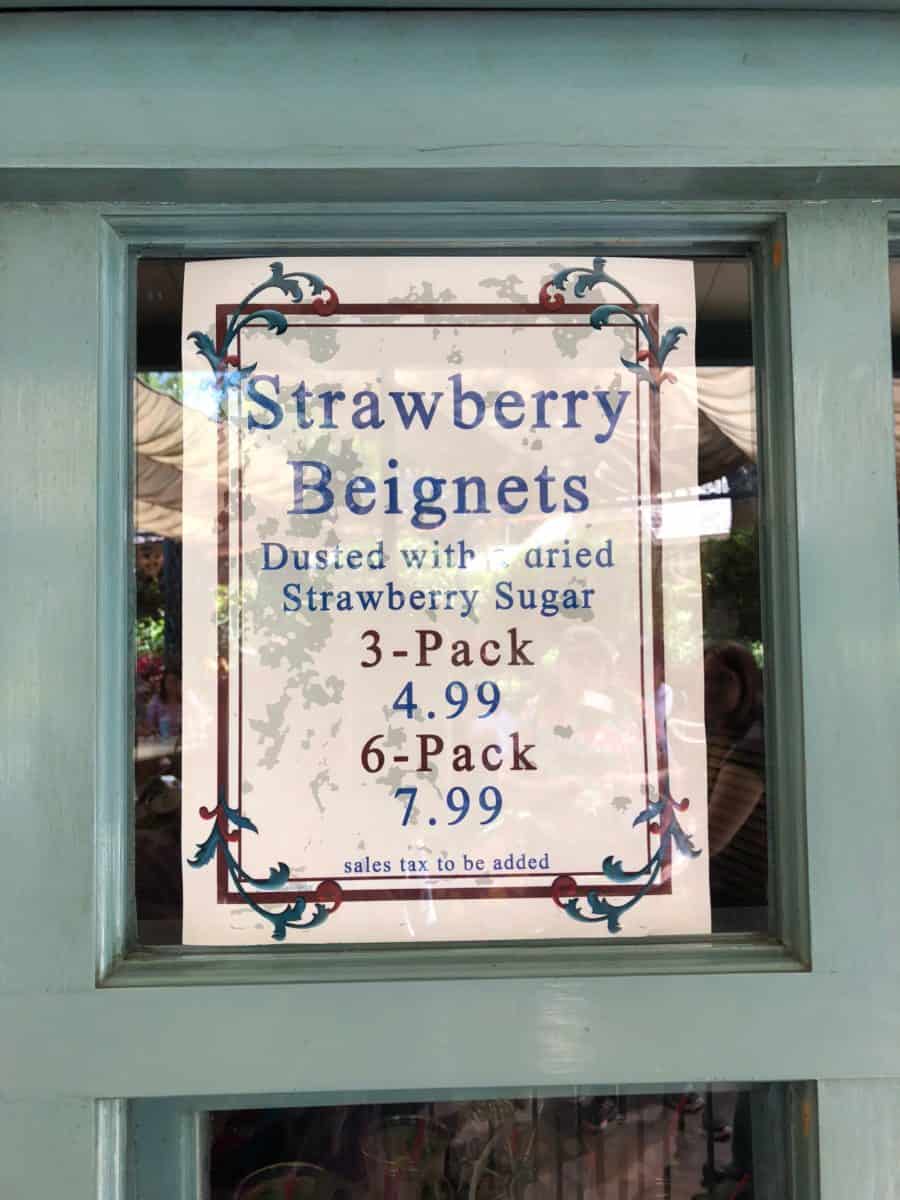 Strawberry
Beignets
Dusted with dried
Strawberry Sugar
3-Pack
4.99
6-Pack
7.99
sales tax to be added